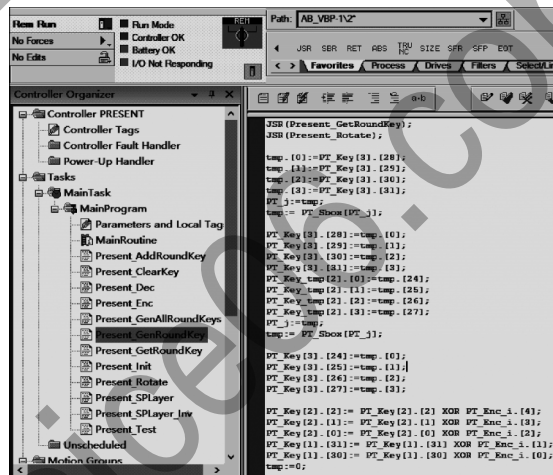 Rem Run
No Forces
No Edits
Run Mode
Controller OK
Battery OK
I/O Not Responding
REM
Path: AB_VBP-1\2*
JSR SBR RET ABS TRU NC SIZE SFR SFP EOT
Favorites Process Drives Filters
Controller Organizer
Controller PRESENT
Controller Tags
Controller Fault Handler
Power-Up Handler
Tasks
MainTask
MainProgram
Parameters and Local Tag
MainRoutine
Present_AddRoundKey
Present_ClearKey
Present_Dec
Present_Enc
Present_GenAllRoundKeys
Present_GenRoundKey
Present_GetRoundKey
Present_Init
Present_Rotate
Present_SPLayer
Present_SPLayer_Inv
Present_Test
Unscheduled
Motion Groups
JSR(Present_GetRoundKey);
JSR(Present_Rotate);
tmp.[0]:=PT_Key[3].[28];
tmp.[1]:=PT_Key[3].[29];
tmp.[2]:=PT_Key[3].[30];
tmp.[3]:=PT_Key[3].[31];
PT_j:=tmp;
tmp:= PT_Sbox[PT_j];
PT_Key[3].[28]:=tmp.[0];
PT_Key[3].[29]:=tmp.[1];
PT_Key[3].[30]:=tmp.[2];
PT_Key[3].[31]:=tmp.[3];
PT_Key_tmp[2].[0]:=tmp.[24];
PT_Key_tmp[2].[1]:=tmp.[25];
PT_Key_tmp[2].[2]:=tmp.[26];
PT_Key_tmp[2].[3]:=tmp.[27];
PT_j:=tmp;
tmp:= PT_Sbox[PT_j];
PT_Key[3].[24]:=tmp.[0];
PT_Key[3].[25]:=tmp.[1];
PT_Key[3].[26]:=tmp.[2];
PT_Key[3].[27]:=tmp.[3];
PT_Key[2].[2]:= PT_Key[2].[2] XOR PT_Enc_i.[4];
PT_Key[2].[1]:= PT_Key[2].[1] XOR PT_Enc_i.[3];
PT_Key[2].[0]:= PT_Key[2].[0] XOR PT_Enc_i.[2];
PT_Key[1].[31]:= PT_Key[1].[31] XOR PT_Enc_i.[1];
PT_Key[1].[30]:= PT_Key[1].[30] XOR PT_Enc_i.[0];
tmp:=0;